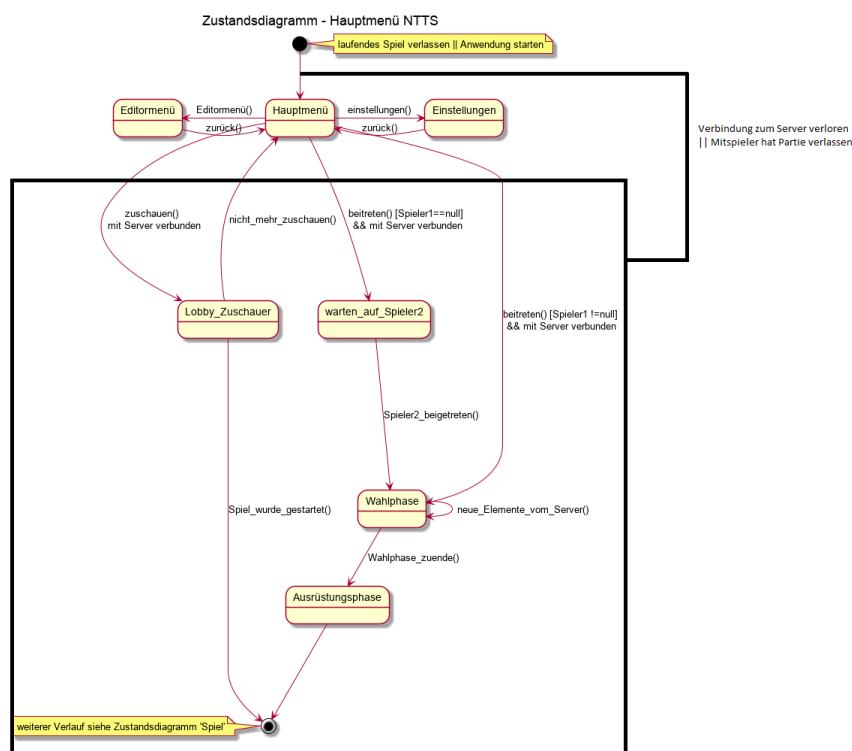 Zustandsdiagramm - Hauptmenü NTTS
laufendes Spiel verlassen || Anwendung starten
Editormenü
Editormenü()
zurück()
Hauptmenü
einstellungen()
zurück()
Einstellungen
Verbindung zum Server verloren
|| Mitspieler hat Partie verlassen
zuschauen()
mit Server verbunden
nicht_mehr_zuschauen()
beitreten() [Spieler1==null]
&& mit Server verbunden
Lobby_Zuschauer
warten_auf_Spieler2
beitreten() [Spieler1 !=null]
&& mit Server verbunden
Spieler2_beigetreten()
Wahlphase
Spiel_wurde_gestartet()
neue_Elemente_vom_Server()
Wahlphase_zuende()
Ausrüstungsphase
weiterer Verlauf siehe Zustandsdiagramm 'Spiel'